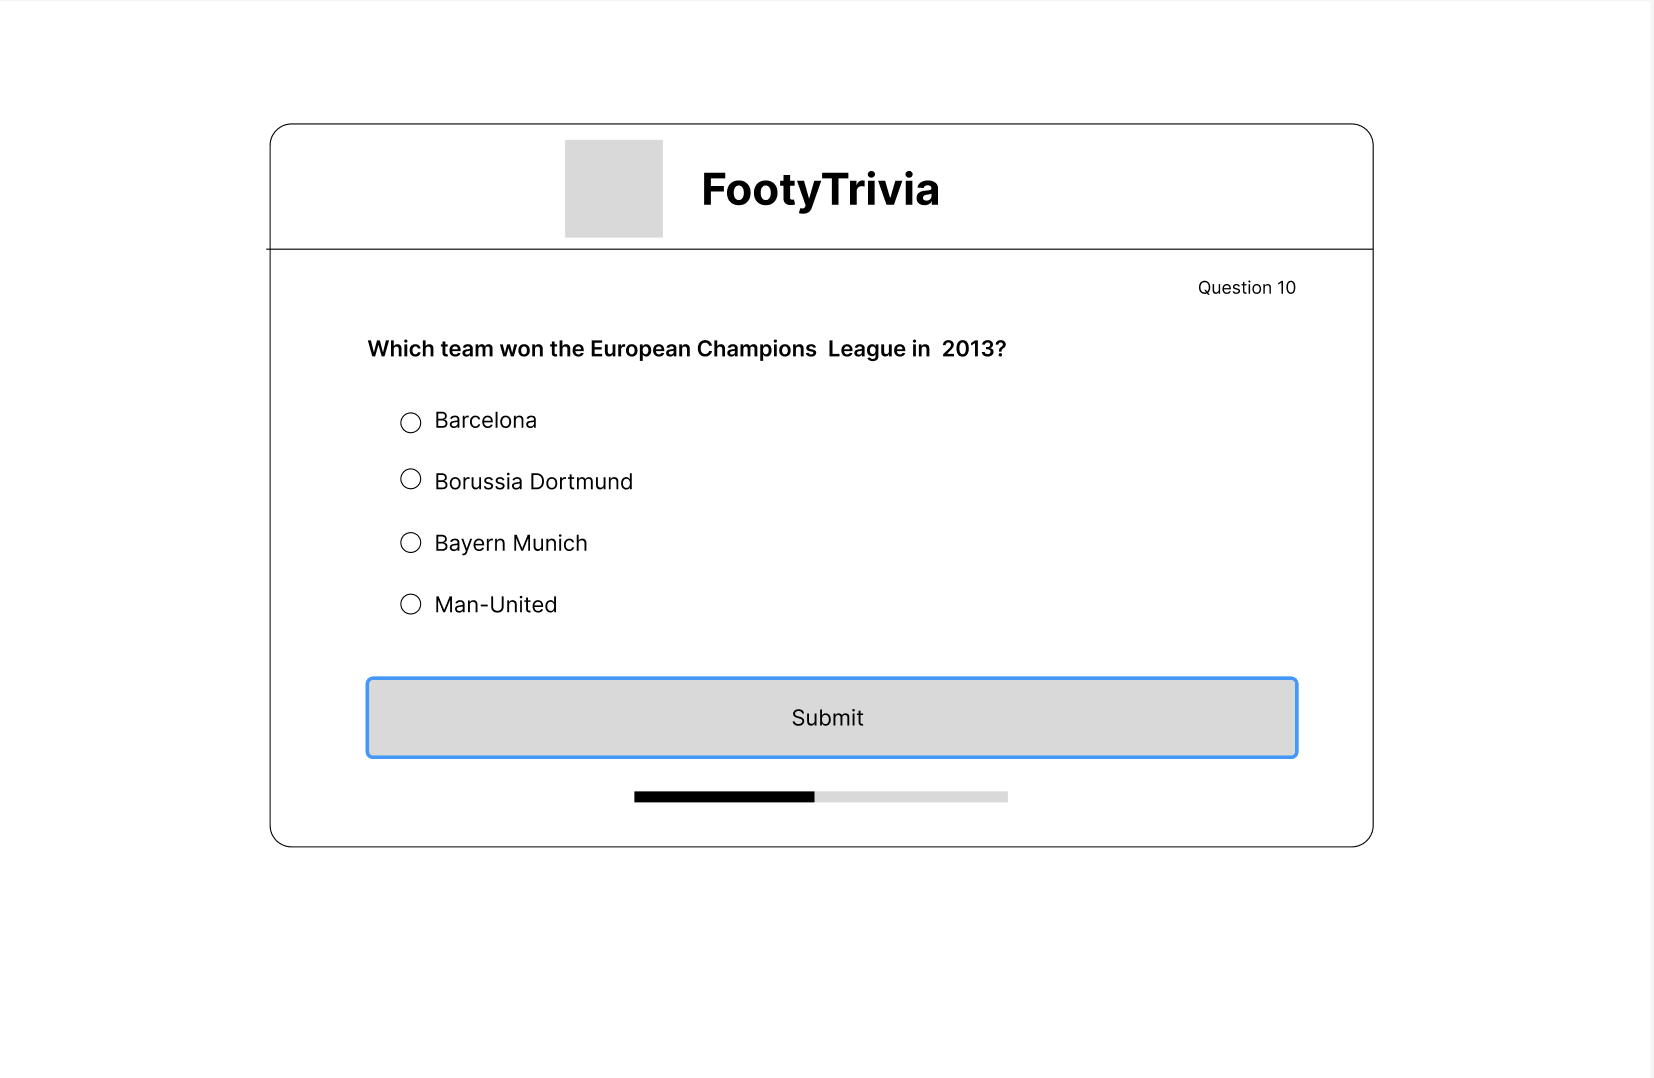 FootyTrivia
Question 10
Which team won the European Champions  League in  2013?
Barcelona
Borussia Dortmund
Bayern Munich
Man-United
Submit